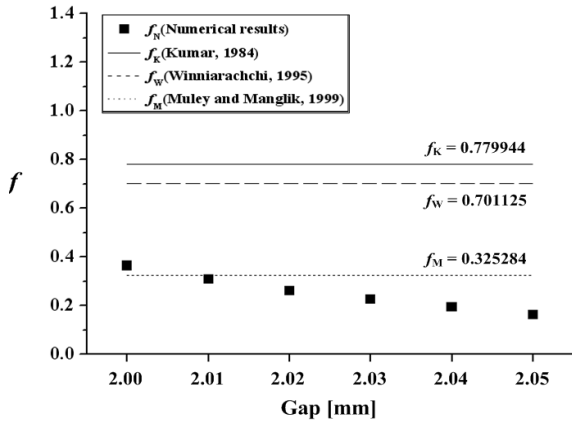 f_N(Numerical results)
f_K(Kumar, 1984)
f_W(Winniarachchi, 1995)
f_M(Muley and Manglik, 1999)
1.4
1.2
1.0
0.8
0.6
0.4
0.2
0.0
f
f_K = 0.779944
f_W = 0.701125
f_M = 0.325284
2.00 2.01 2.02 2.03 2.04 2.05
Gap [mm]